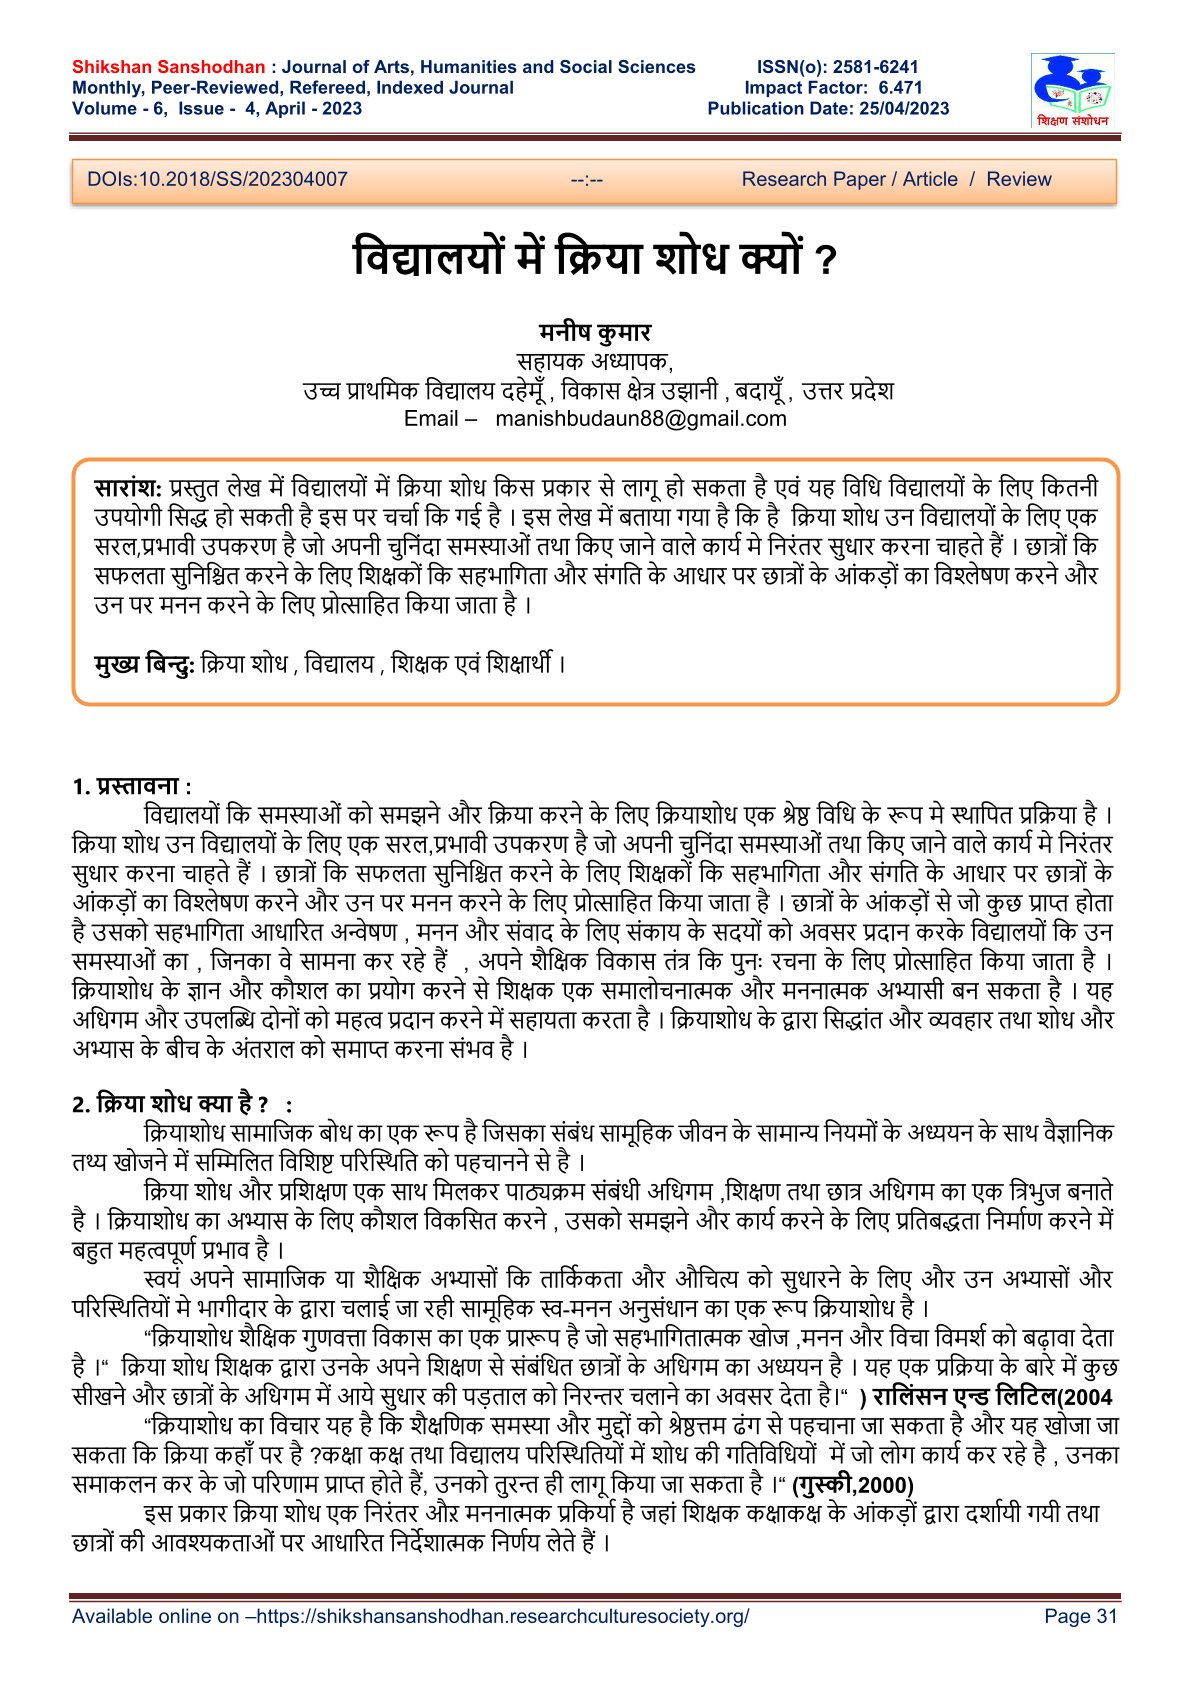 Shikshan Sanshodhan : Journal of Arts, Humanities and Social Sciences ISSN(o): 2581-6241
Monthly, Peer-Reviewed, Refereed, Indexed Journal Impact Factor: 6.471
Volume - 6, Issue - 4, April - 2023 Publication Date: 25/04/2023
शिक्षण संशोधन
DOIs:10.2018/SS/202304007 --:-- Research Paper / Article / Review
विद्यालयों में क्रिया शोध क्यों ?
मनीष कुमार
सहायक अध्यापक,
उच्च प्राथमिक विद्यालय दहेमूँ , विकास क्षेत्र उझानी , बदायूँ , उत्तर प्रदेश
Email – manishbudaun88@gmail.com
सारांश: प्रस्तुत लेख में विद्यालयों में क्रिया शोध किस प्रकार से लागू हो सकता है एवं यह विधि विद्यालयों के लिए कितनी
उपयोगी सिद्ध हो सकती है इस पर चर्चा कि गई है । इस लेख में बताया गया है कि है क्रिया शोध उन विद्यालयों के लिए एक
सरल,प्रभावी उपकरण है जो अपनी चुनिंदा समस्याओं तथा किए जाने वाले कार्य मे निरंतर सुधार करना चाहते हैं । छात्रों कि
सफलता सुनिश्चित करने के लिए शिक्षकों कि सहभागिता और संगति के आधार पर छात्रों के आंकड़ों का विश्लेषण करने और
उन पर मनन करने के लिए प्रोत्साहित किया जाता है ।
मुख्य बिन्दु: क्रिया शोध , विद्यालय , शिक्षक एवं शिक्षार्थी ।
1. प्रस्तावना :
विद्यालयों कि समस्याओं को समझने और क्रिया करने के लिए क्रियाशोध एक श्रेष्ठ विधि के रूप मे स्थापित प्रक्रिया है ।
क्रिया शोध उन विद्यालयों के लिए एक सरल,प्रभावी उपकरण है जो अपनी चुनिंदा समस्याओं तथा किए जाने वाले कार्य मे निरंतर
सुधार करना चाहते हैं । छात्रों कि सफलता सुनिश्चित करने के लिए शिक्षकों कि सहभागिता और संगति के आधार पर छात्रों के
आंकड़ों का विश्लेषण करने और उन पर मनन करने के लिए प्रोत्साहित किया जाता है । छात्रों के आंकड़ों से जो कुछ प्राप्त होता
है उसको सहभागिता आधारित अन्वेषण , मनन और संवाद के लिए संकाय के सदयों को अवसर प्रदान करके विद्यालयों कि उन
समस्याओं का , जिनका वे सामना कर रहे हैं , अपने शैक्षिक विकास तंत्र कि पुनः रचना के लिए प्रोत्साहित किया जाता है ।
क्रियाशोध के ज्ञान और कौशल का प्रयोग करने से शिक्षक एक समालोचनात्मक और मननात्मक अभ्यासी बन सकता है । यह
अधिगम और उपलब्धि दोनों को महत्व प्रदान करने में सहायता करता है । क्रियाशोध के द्वारा सिद्धांत और व्यवहार तथा शोध और
अभ्यास के बीच के अंतराल को समाप्त करना संभव है ।
2. क्रिया शोध क्या है ? :
क्रियाशोध सामाजिक बोध का एक रूप है जिसका संबंध सामूहिक जीवन के सामान्य नियमों के अध्ययन के साथ वैज्ञानिक
तथ्य खोजने में सम्मिलित विशिष्ट परिस्थिति को पहचानने से है ।
क्रिया शोध और प्रशिक्षण एक साथ मिलकर पाठ्यक्रम संबंधी अधिगम ,शिक्षण तथा छात्र अधिगम का एक त्रिभुज बनाते
है । क्रियाशोध का अभ्यास के लिए कौशल विकसित करने , उसको समझने और कार्य करने के लिए प्रतिबद्धता निर्माण करने में
बहुत महत्वपूर्ण प्रभाव है ।
स्वयं अपने सामाजिक या शैक्षिक अभ्यासों कि तार्किकता और औचित्य को सुधारने के लिए और उन अभ्यासों और
परिस्थितियों मे भागीदार के द्वारा चलाई जा रही सामूहिक स्व-मनन अनुसंधान का एक रूप क्रियाशोध है ।
“क्रियाशोध शैक्षिक गुणवत्ता विकास का एक प्रारूप है जो सहभागितात्मक खोज ,मनन और विचा विमर्श को बढ़ावा देता
है ।“ क्रिया शोध शिक्षक द्वारा उनके अपने शिक्षण से संबंधित छात्रों के अधिगम का अध्ययन है । यह एक प्रक्रिया के बारे में कुछ
सीखने और छात्रों के अधिगम में आये सुधार की पड़ताल को निरन्तर चलाने का अवसर देता है।“ ) रालिंसन एन्ड लिटिल(2004
“क्रियाशोध का विचार यह है कि शैक्षणिक समस्या और मुद्दों को श्रेष्ठत्तम ढंग से पहचाना जा सकता है और यह खोजा जा
सकता कि क्रिया कहाँ पर है ?कक्षा कक्ष तथा विद्यालय परिस्थितियों में शोध की गतिविधियों में जो लोग कार्य कर रहे है , उनका
समाकलन कर के जो परिणाम प्राप्त होते हैं, उनको तुरन्त ही लागू किया जा सकता है ।“ (गुस्की,2000)
इस प्रकार क्रिया शोध एक निरंतर औऱ मननात्मक प्रकिर्या है जहां शिक्षक कक्षाकक्ष के आंकड़ों द्वारा दर्शायी गयी तथा
छात्रों की आवश्यकताओं पर आधारित निर्देशात्मक निर्णय लेते हैं ।
Available online on –https://shikshansanshodhan.researchculturesociety.org/ Page 31